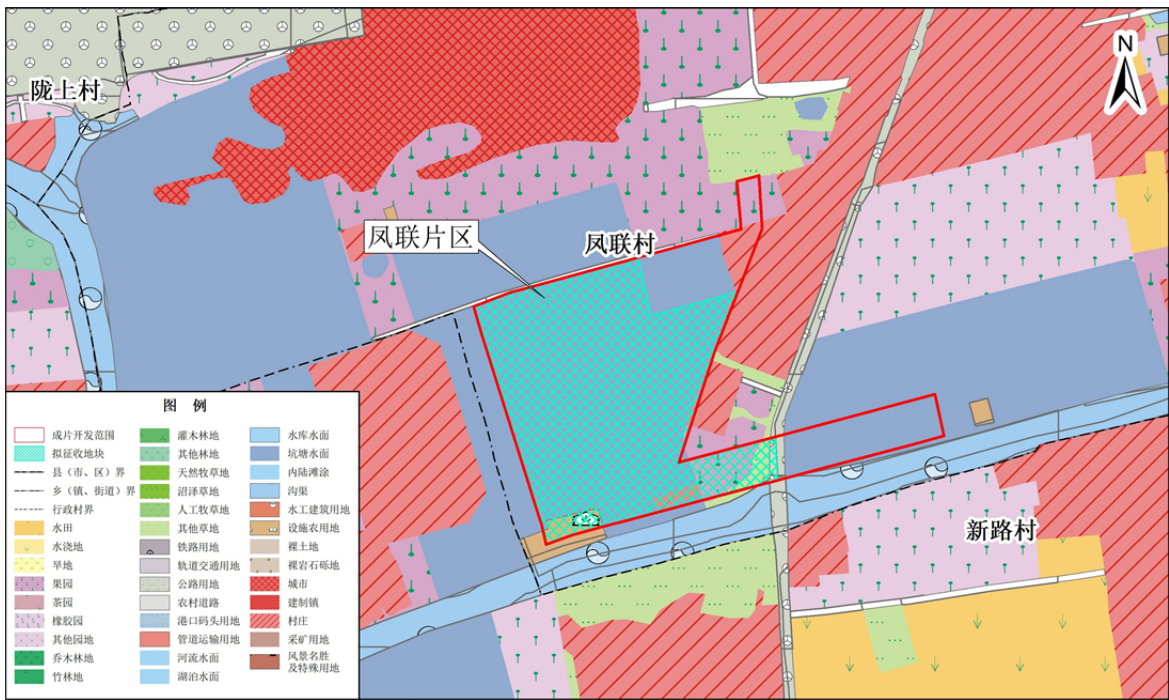 N
陇上村
凤联片区
凤联村
新路村
图 例
成片开发范围
拟征收地块
县（市、区）界
乡（镇、街道）界
行政村界
水田
水浇地
旱地
果园
茶园
橡胶园
其他园地
乔木林地
竹林地
灌木林地
其他林地
天然牧草地
沼泽草地
人工牧草地
其他草地
铁路用地
轨道交通用地
公路用地
农村道路
港口码头用地
管道运输用地
河流水面
湖泊水面
水库水面
坑塘水面
内陆滩涂
沟渠
水工建筑用地
设施农用地
裸土地
裸岩石砾地
城市
建制镇
村庄
采矿用地
风景名胜
及特殊用地